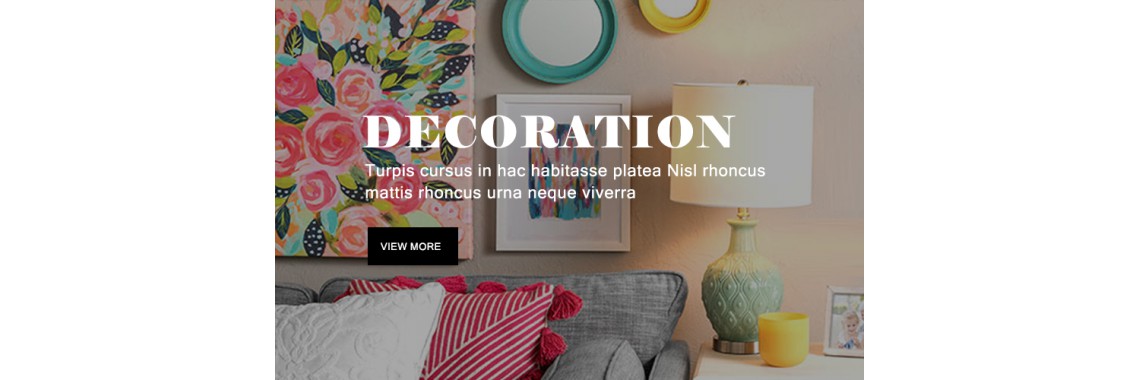 DECORATION
Turpis cursus in hac habitasse platea Nisl rhoncus
mattis rhoncus urna neque viverra
VIEW MORE